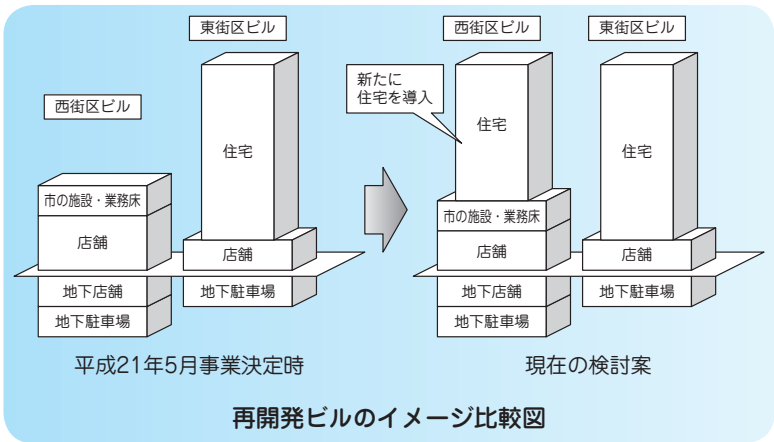 東街区ビル
西街区ビル
住宅
市の施設・業務床
店舗
店舗
地下店舗
地下駐車場
地下駐車場
平成21年5月事業決定時
西街区ビル
東街区ビル
新たに
住宅を導入
住宅
住宅
市の施設・業務床
店舗
店舗
地下店舗
地下駐車場
地下駐車場
現在の検討案
再開発ビルのイメージ比較図